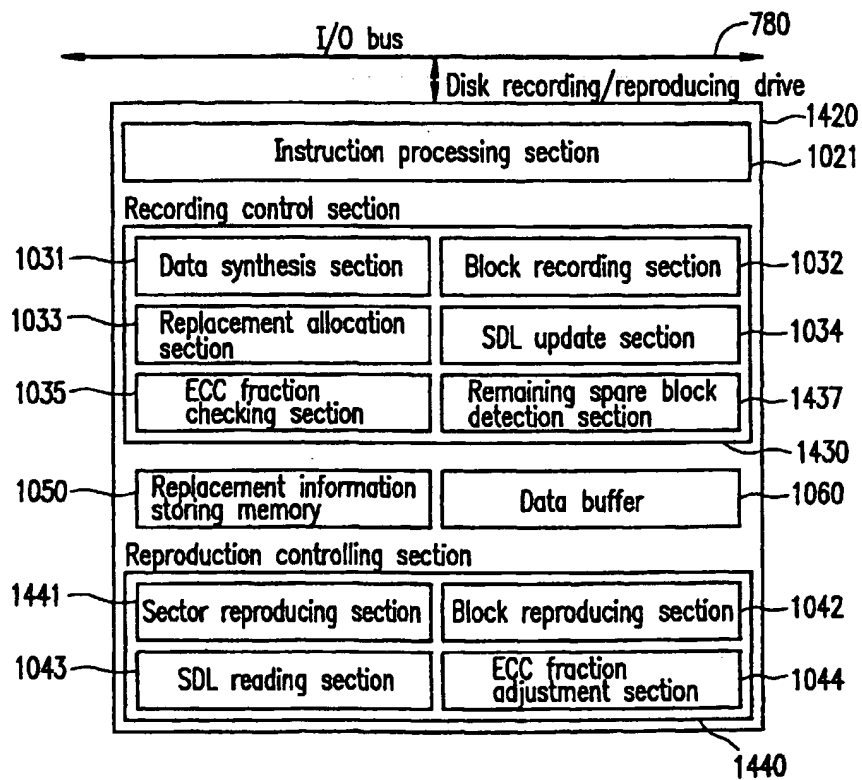 I/O bus
780
Disk recording/reproducing drive
1420
Instruction processing section
1021
Recording control section
1031
Data synthesis section
Block recording section
1032
1033
Replacement allocation
section
SDL update section
1034
1035
ECC fraction
checking section
Remaining spare block
detection section
1437
1430
1050
Replacement information
storing memory
Data buffer
1060
Reproduction controlling section
1441
Sector reproducing section
Block reproducing section
1042
1043
SDL reading section
ECC fraction
adjustment section
1044
1440